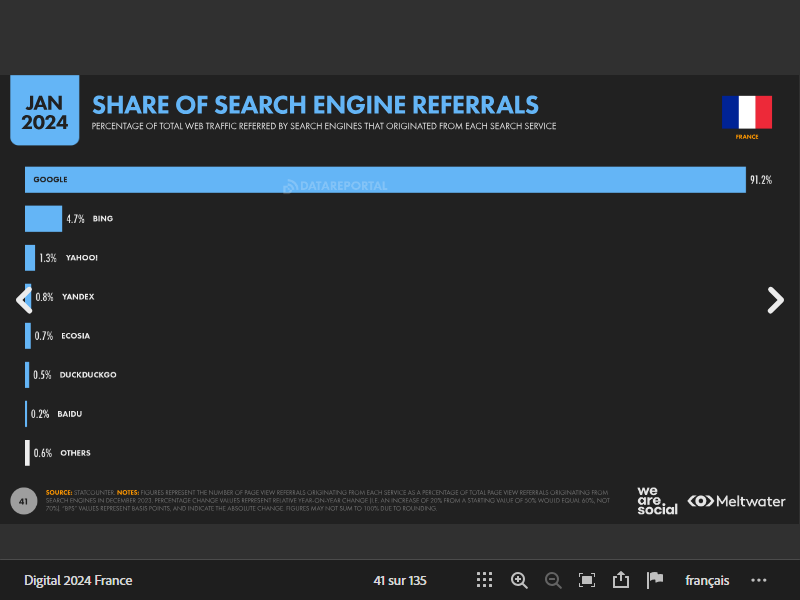 JAN
2024
SHARE OF SEARCH ENGINE REFERRALS
PERCENTAGE OF TOTAL WEB TRAFFIC REFERRED BY SEARCH ENGINES THAT ORIGINATED FROM EACH SEARCH SERVICE
FRANCE
GOOGLE
DATAREPORTAL
91.2%
4.7% BING
1.3% YAHOO!
0.8% YANDEX
0.7% ECOSIA
0.5% DUCKDUCKGO
0.2% BAIDU
0.6% OTHERS
41
SOURCE: STATCOUNTER. NOTES: FIGURES REPRESENT THE NUMBER OF PAGE VIEW REFERRALS ORIGINATING FROM EACH SERVICE AS A PERCENTAGE OF TOTAL PAGE VIEW REFERRALS ORIGINATING FROM
SEARCH ENGINES IN DECEMBER 2023. PERCENTAGE CHANGE VALUES REPRESENT RELATIVE YEAR-ON-YEAR CHANGE (I.E. AN INCREASE OF 20% FROM A STARTING VALUE OF 50% WOULD EQUAL 60%, NOT
70%). "BPS" VALUES REPRESENT BASIS POINTS, AND INDICATE THE ABSOLUTE CHANGE. FIGURES MAY NOT SUM TO 100% DUE TO ROUNDING.
we
are.
social
Meltwater
Digital 2024 France
41 sur 135
français